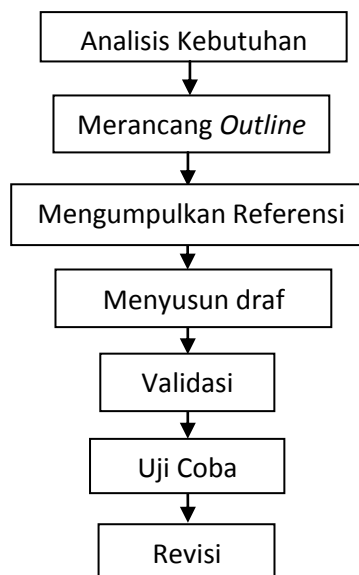 Analisis Kebutuhan
Merancang Outline
Mengumpulkan Referensi
Menyusun draf
Validasi
Uji Coba
Revisi